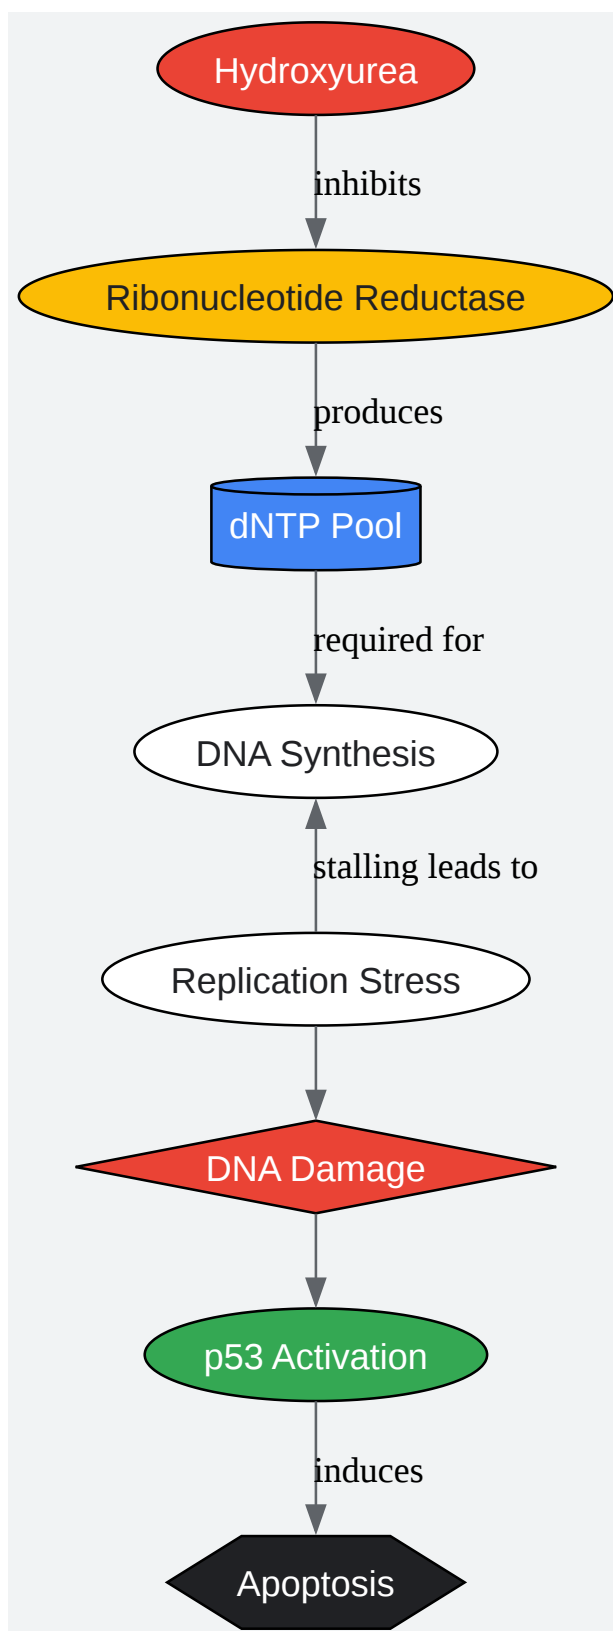 Hydroxyurea
inhibits
Ribonucleotide Reductase
produces
dNTP Pool
required for
DNA Synthesis
stalling leads to
Replication Stress
DNA Damage
p53 Activation
induces
Apoptosis